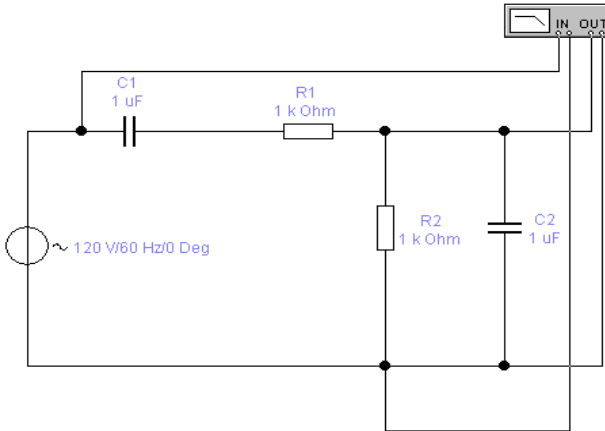 IN OUT
C1
1 uF
R1
1 k Ohm
R2
1 k Ohm
C2
1 uF
120 V/60 Hz/0 Deg